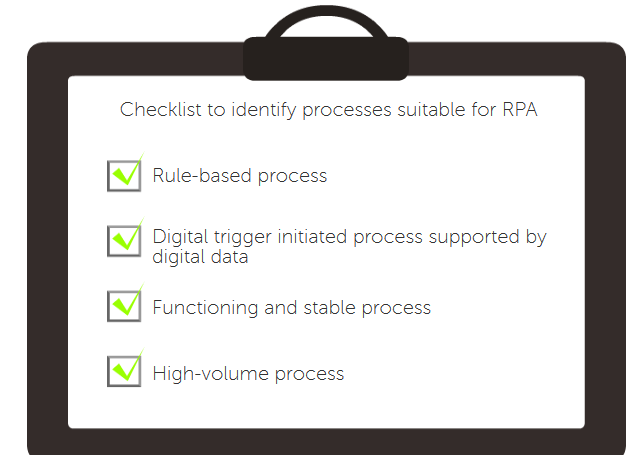 Checklist to identify processes suitable for RPA
Rule-based process
Digital trigger initiated process supported by
digital data
Functioning and stable process
High-volume process